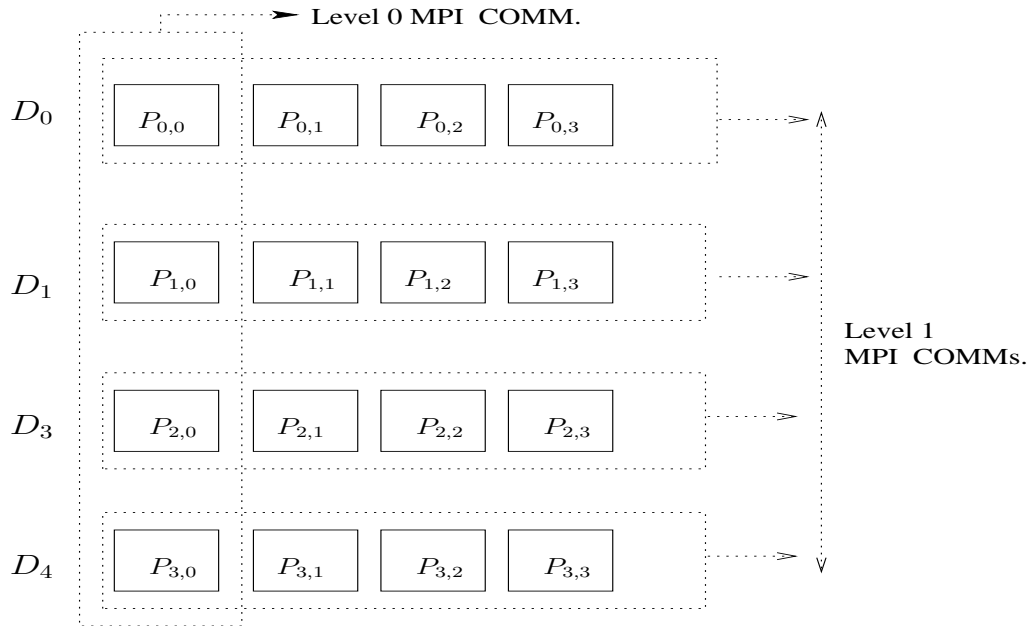 Level 0 MPI COMM.
D₀ P₀,₀ P₀,₁ P₀,₂ P₀,₃
D₁ P₁,₀ P₁,₁ P₁,₂ P₁,₃
Level 1
MPI COMMs.
D₃ P₂,₀ P₂,₁ P₂,₂ P₂,₃
D₄ P₃,₀ P₃,₁ P₃,₂ P₃,₃